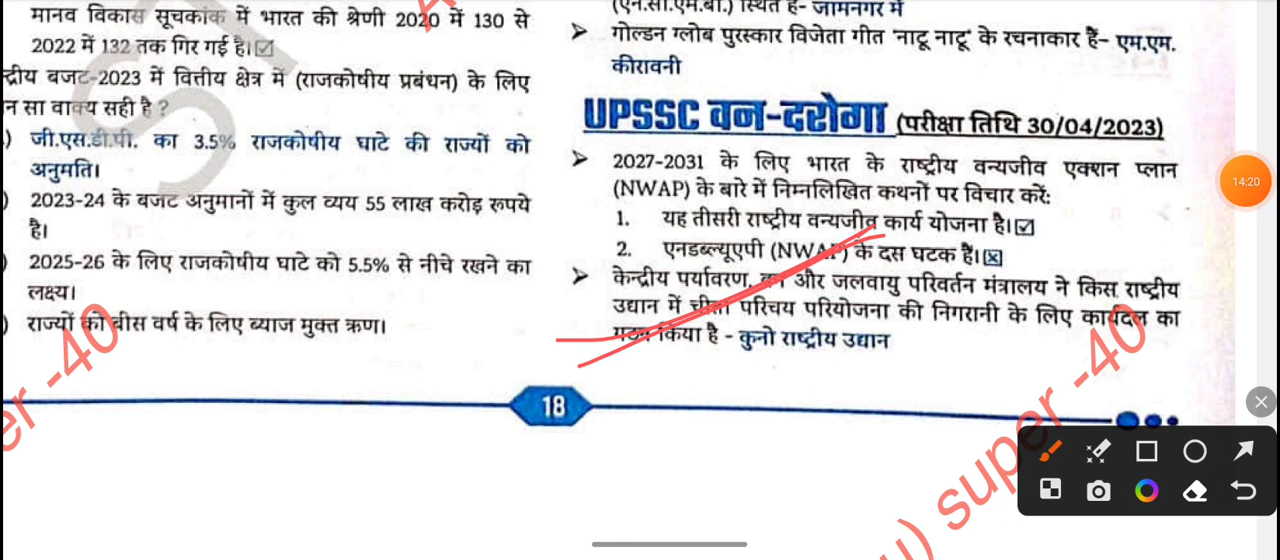 मानव विकास सूचकांक में भारत की श्रेणी 2020 में 130 से
2022 में 132 तक गिर गई है।☑
द्रीय बजट-2023 में वित्तीय क्षेत्र में (राजकोषीय प्रबंधन) के लिए
न सा वाक्य सही है ?
) जी.एस.डी.पी. का 3.5% राजकोषीय घाटे की राज्यों को
अनुमति।
) 2023-24 के बजट अनुमानों में कुल व्यय 55 लाख करोड़ रूपये
है।
) 2025-26 के लिए राजकोषीय घाटे को 5.5% से नीचे रखने का
लक्ष्य।
) राज्यों को बीस वर्ष के लिए ब्याज मुक्त ऋण।
(एन.सी.एम.बी.) स्थित है- जामनगर में
➢ गोल्डन ग्लोब पुरस्कार विजेता गीत 'नाटू नाटू' के रचनाकार हैं- एम.एम.
कीरावनी
UPSSC वन-दरोगा (परीक्षा तिथि 30/04/2023)
➢ 2027-2031 के लिए भारत के राष्ट्रीय वन्यजीव एक्शन प्लान
(NWAP) के बारे में निम्नलिखित कथनों पर विचार करें:
1. यह तीसरी राष्ट्रीय वन्यजीव कार्य योजना है।☑
2. एनडब्ल्यूएपी (NWAP) के दस घटक हैं।☒
➢ केन्द्रीय पर्यावरण, वन और जलवायु परिवर्तन मंत्रालय ने किस राष्ट्रीय
उद्यान में चीता परिचय परियोजना की निगरानी के लिए कार्यदल का
गठन किया है - कुनो राष्ट्रीय उद्यान
18
14:20
er -40
u) super -40
ST